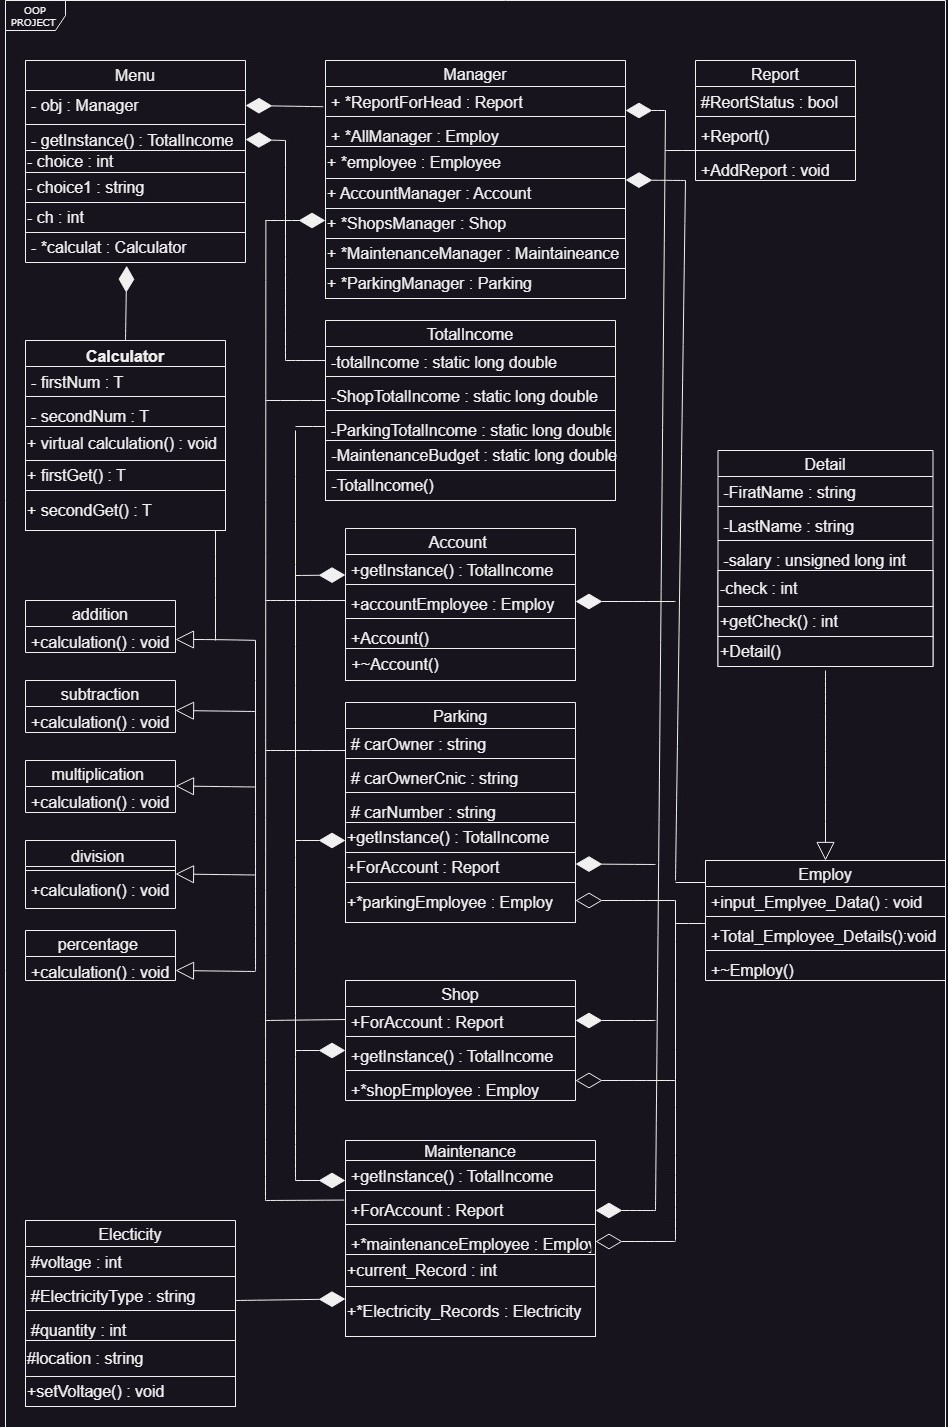 OOP
PROJECT
Menu
- obj : Manager
- getInstance() : TotalIncome
- choice : int
- choice1 : string
- ch : int
- *calculat : Calculator
Manager
+ *ReportForHead : Report
+ *AllManager : Employ
+ *employee : Employee
+ AccountManager : Account
+ *ShopsManager : Shop
+ *MaintenanceManager : Maintaineance
+ *ParkingManager : Parking
Report
#ReortStatus : bool
+Report()
+AddReport : void
Calculator
- firstNum : T
- secondNum : T
+ virtual calculation() : void
+ firstGet() : T
+ secondGet() : T
TotalIncome
-totalIncome : static long double
-ShopTotalIncome : static long double
-ParkingTotalIncome : static long double
-MaintenanceBudget : static long double
-TotalIncome()
Detail
-FiratName : string
-LastName : string
-salary : unsigned long int
-check : int
+getCheck() : int
+Detail()
Account
+getInstance() : TotalIncome
+accountEmployee : Employ
+Account()
+~Account()
addition
+calculation() : void
subtraction
+calculation() : void
multiplication
+calculation() : void
division
+calculation() : void
percentage
+calculation() : void
Parking
# carOwner : string
# carOwnerCnic : string
# carNumber : string
+getInstance() : TotalIncome
+ForAccount : Report
+*parkingEmployee : Employ
Employ
+input_Emplyee_Data() : void
+Total_Employee_Details():void
+~Employ()
Shop
+ForAccount : Report
+getInstance() : TotalIncome
+*shopEmployee : Employ
Maintenance
+getInstance() : TotalIncome
+ForAccount : Report
+*maintenanceEmployee : Employ
+current_Record : int
+*Electricity_Records : Electricity
Electicity
#voltage : int
#ElectricityType : string
#quantity : int
#location : string
+setVoltage() : void